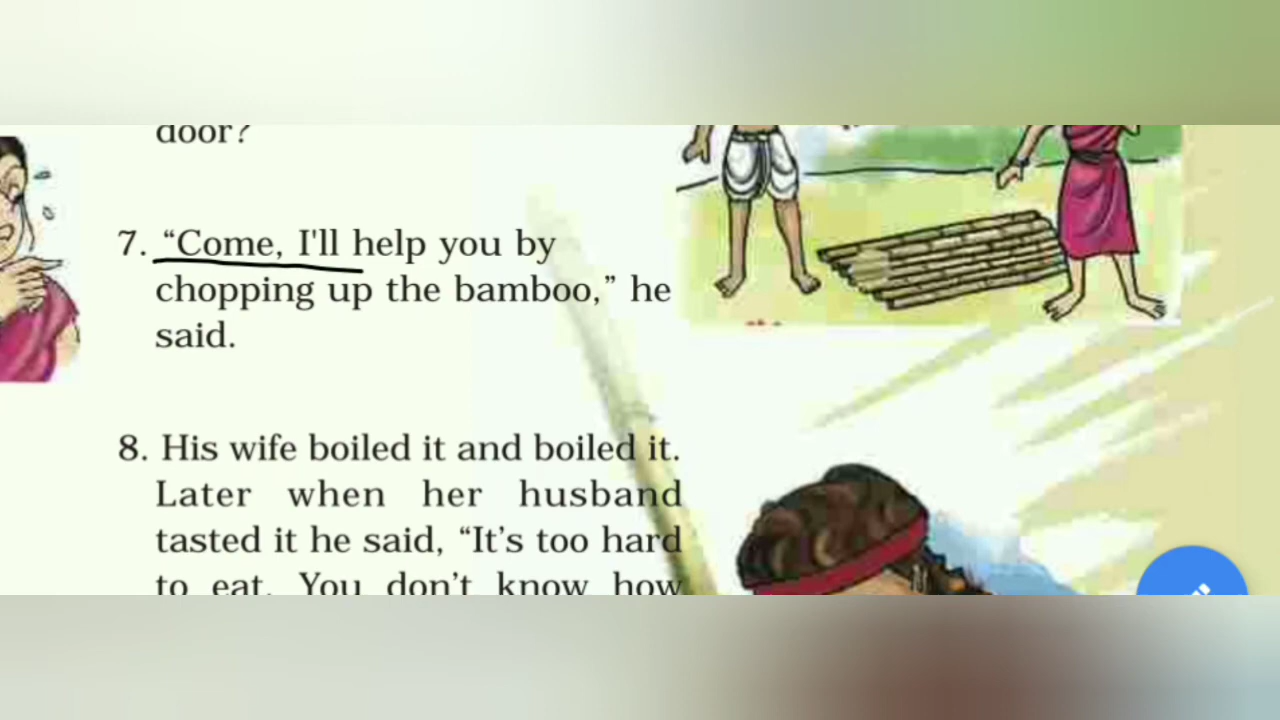 door?
7. “Come, I'll help you by
chopping up the bamboo,” he
said.
8. His wife boiled it and boiled it.
Later when her husband
tasted it he said, “It’s too hard
to eat. You don’t know how